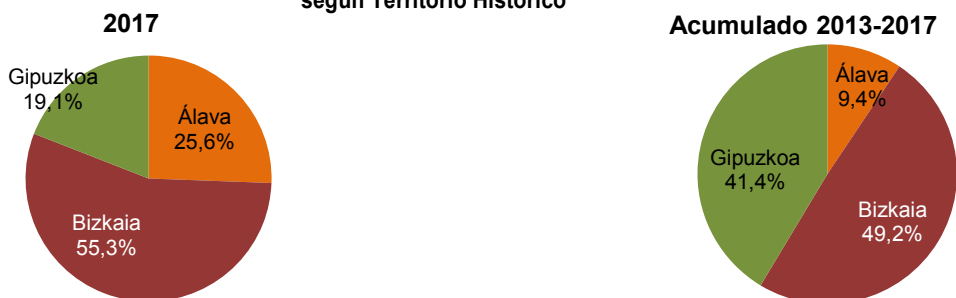 según Territorio Histórico
2017
Gipuzkoa
19,1%
Álava
25,6%
Bizkaia
55,3%
Acumulado 2013-2017
Álava
9,4%
Gipuzkoa
41,4%
Bizkaia
49,2%